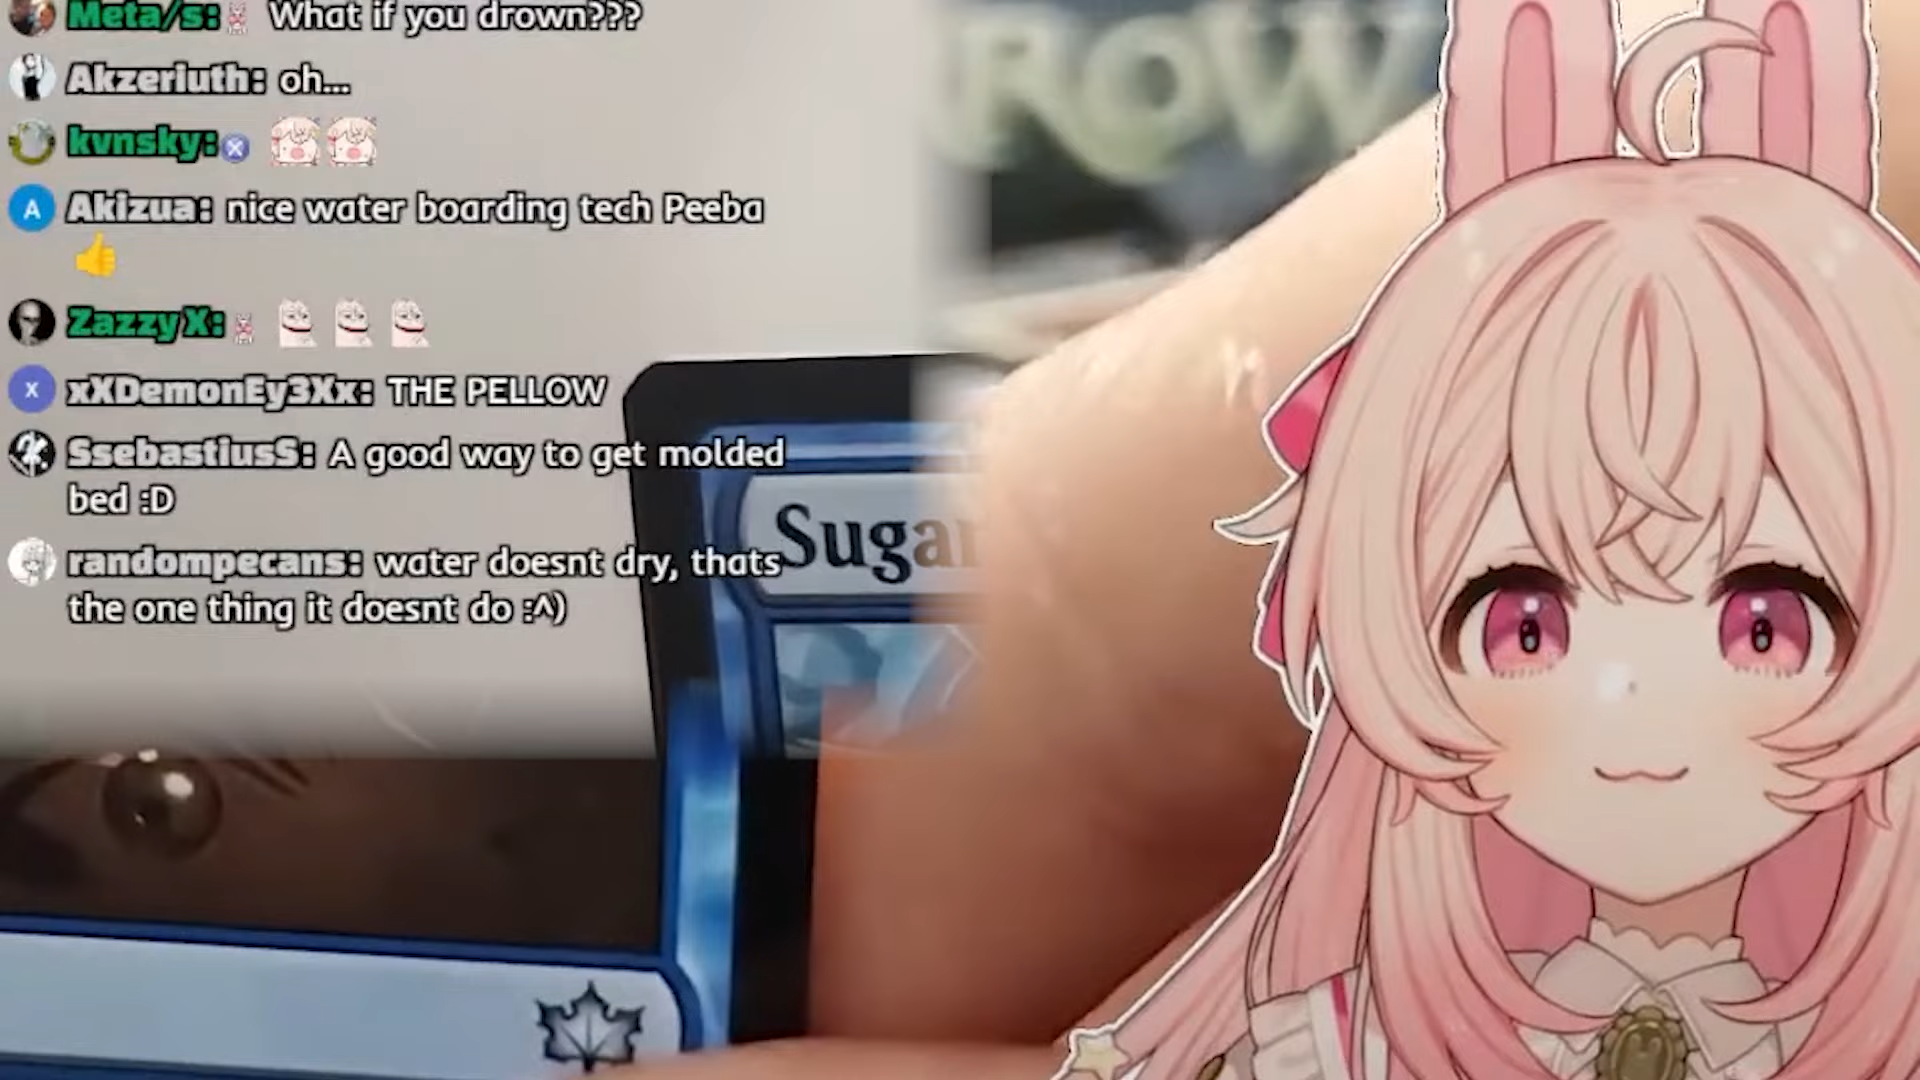 Meta/s: What if you drown???
Akzeriuth: oh...
kvnsky:
Akizua: nice water boarding tech Peeba
👍
ZazzyX:
xXDemonEy3Xx: THE PELLOW
SsebastiusS: A good way to get molded
bed :D
randompecans: water doesnt dry, thats
the one thing it doesnt do :^)
ROW
Sugar
A
X